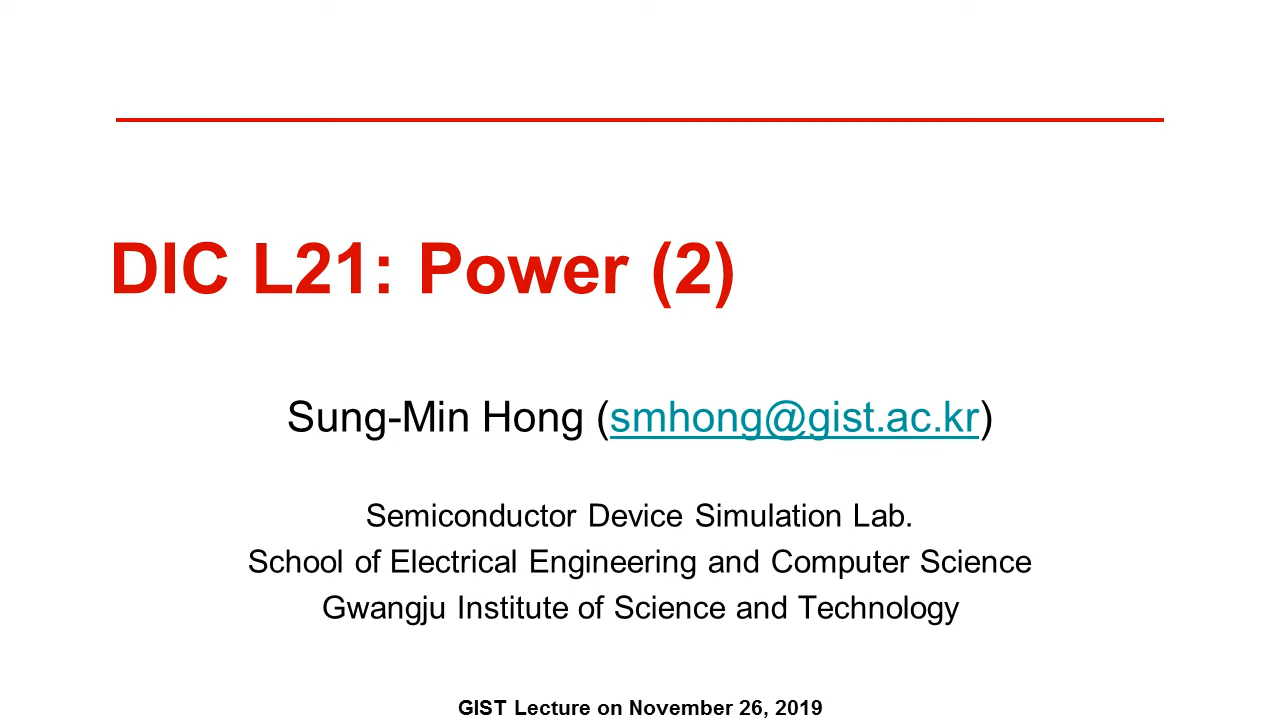 DIC L21: Power (2)
Sung-Min Hong (smhong@gist.ac.kr)
Semiconductor Device Simulation Lab.
School of Electrical Engineering and Computer Science
Gwangju Institute of Science and Technology
GIST Lecture on November 26, 2019